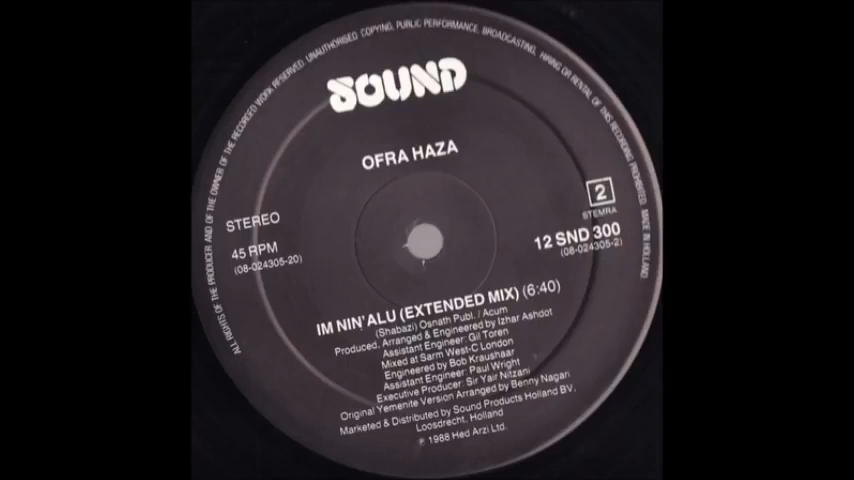 ALL RIGHTS OF THE PRODUCER AND OF THE OWNER OF THE RECORDED WORK RESERVED. UNAUTHORISED COPYING, PUBLIC PERFORMANCE, BROADCASTING, HIRING OR RENTAL OF THIS RECORDING PROHIBITED. MADE IN HOLLAND
SOUND
OFRA HAZA
STEREO
45 RPM
(08-024305-20)
2
STEMRA
12 SND 300
(08-024305-2)
IM NIN'ALU (EXTENDED MIX) (6:40)
(Shabazi) Osnath Publ. / Acum
Produced, Arranged & Engineered by Izhar Ashdot
Assistant Engineer: Gil Toren
Mixed at Sarm West-C London
Engineered by Bob Kraushaar
Assistant Engineer: Paul Wright
Executive Producer: Sir Yair Nitzani
Original Yemenite Version Arranged by Benny Nagari
Marketed & Distributed by Sound Products Holland BV,
Loosdrecht, Holland
℗ 1988 Hed Arzi Ltd.